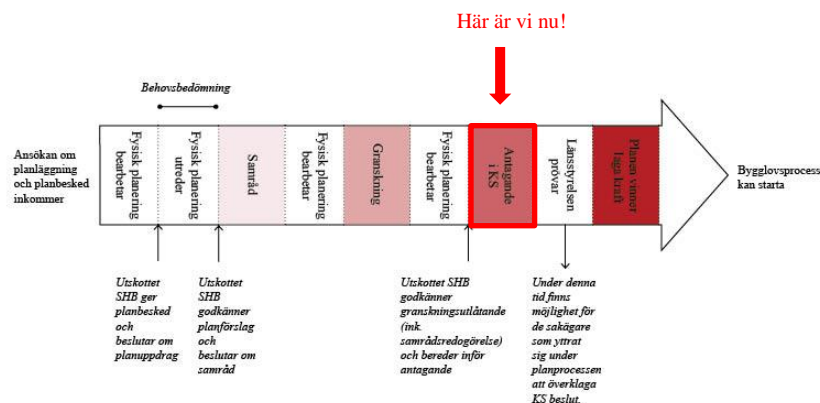 Här är vi nu!
Behovsbedömning
Ansökan om
planläggning
och planbesked
inkommer
Fysisk planering
bearbetar
Fysisk planering
utreder
Samråd
Fysisk planering
bearbetar
Granskning
Fysisk planering
bearbetar
Antagande
i KS
Länsstyrelsen
prövar
Planen vinner
laga kraft
Bygglovsprocess
kan starta
Utskottet
SHB ger
planbesked
och
beslutar om
planuppdrag
Utskottet
SHB
godkänner
planförslag
och
beslutar om
samråd
Utskottet SHB
godkänner
granskningsutlåtande
(ink.
samrådsredogörelse)
och bereder inför
antagande
Under denna
tid finns
möjlighet för
de sakägare
som yttrat
sig under
planprocessen
att överklaga
KS beslut.